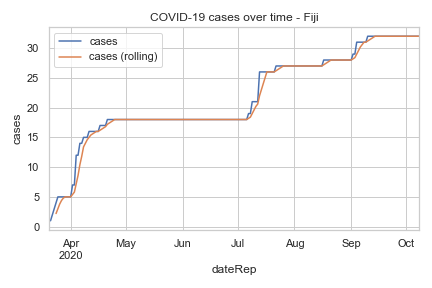 COVID-19 cases over time - Fiji
cases
cases (rolling)
30
25
20
15
10
5
0
cases
Apr
2020
May
Jun
Jul
Aug
Sep
Oct
dateRep